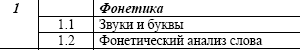 1 Фонетика
1.1 Звуки и буквы
1.2 Фонетический анализ слова